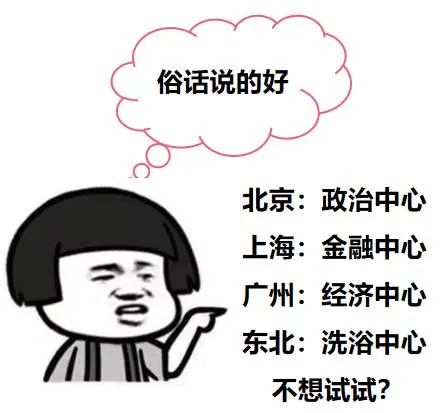 俗话说的好
北京：政治中心
上海：金融中心
广州：经济中心
东北：洗浴中心
不想试试？